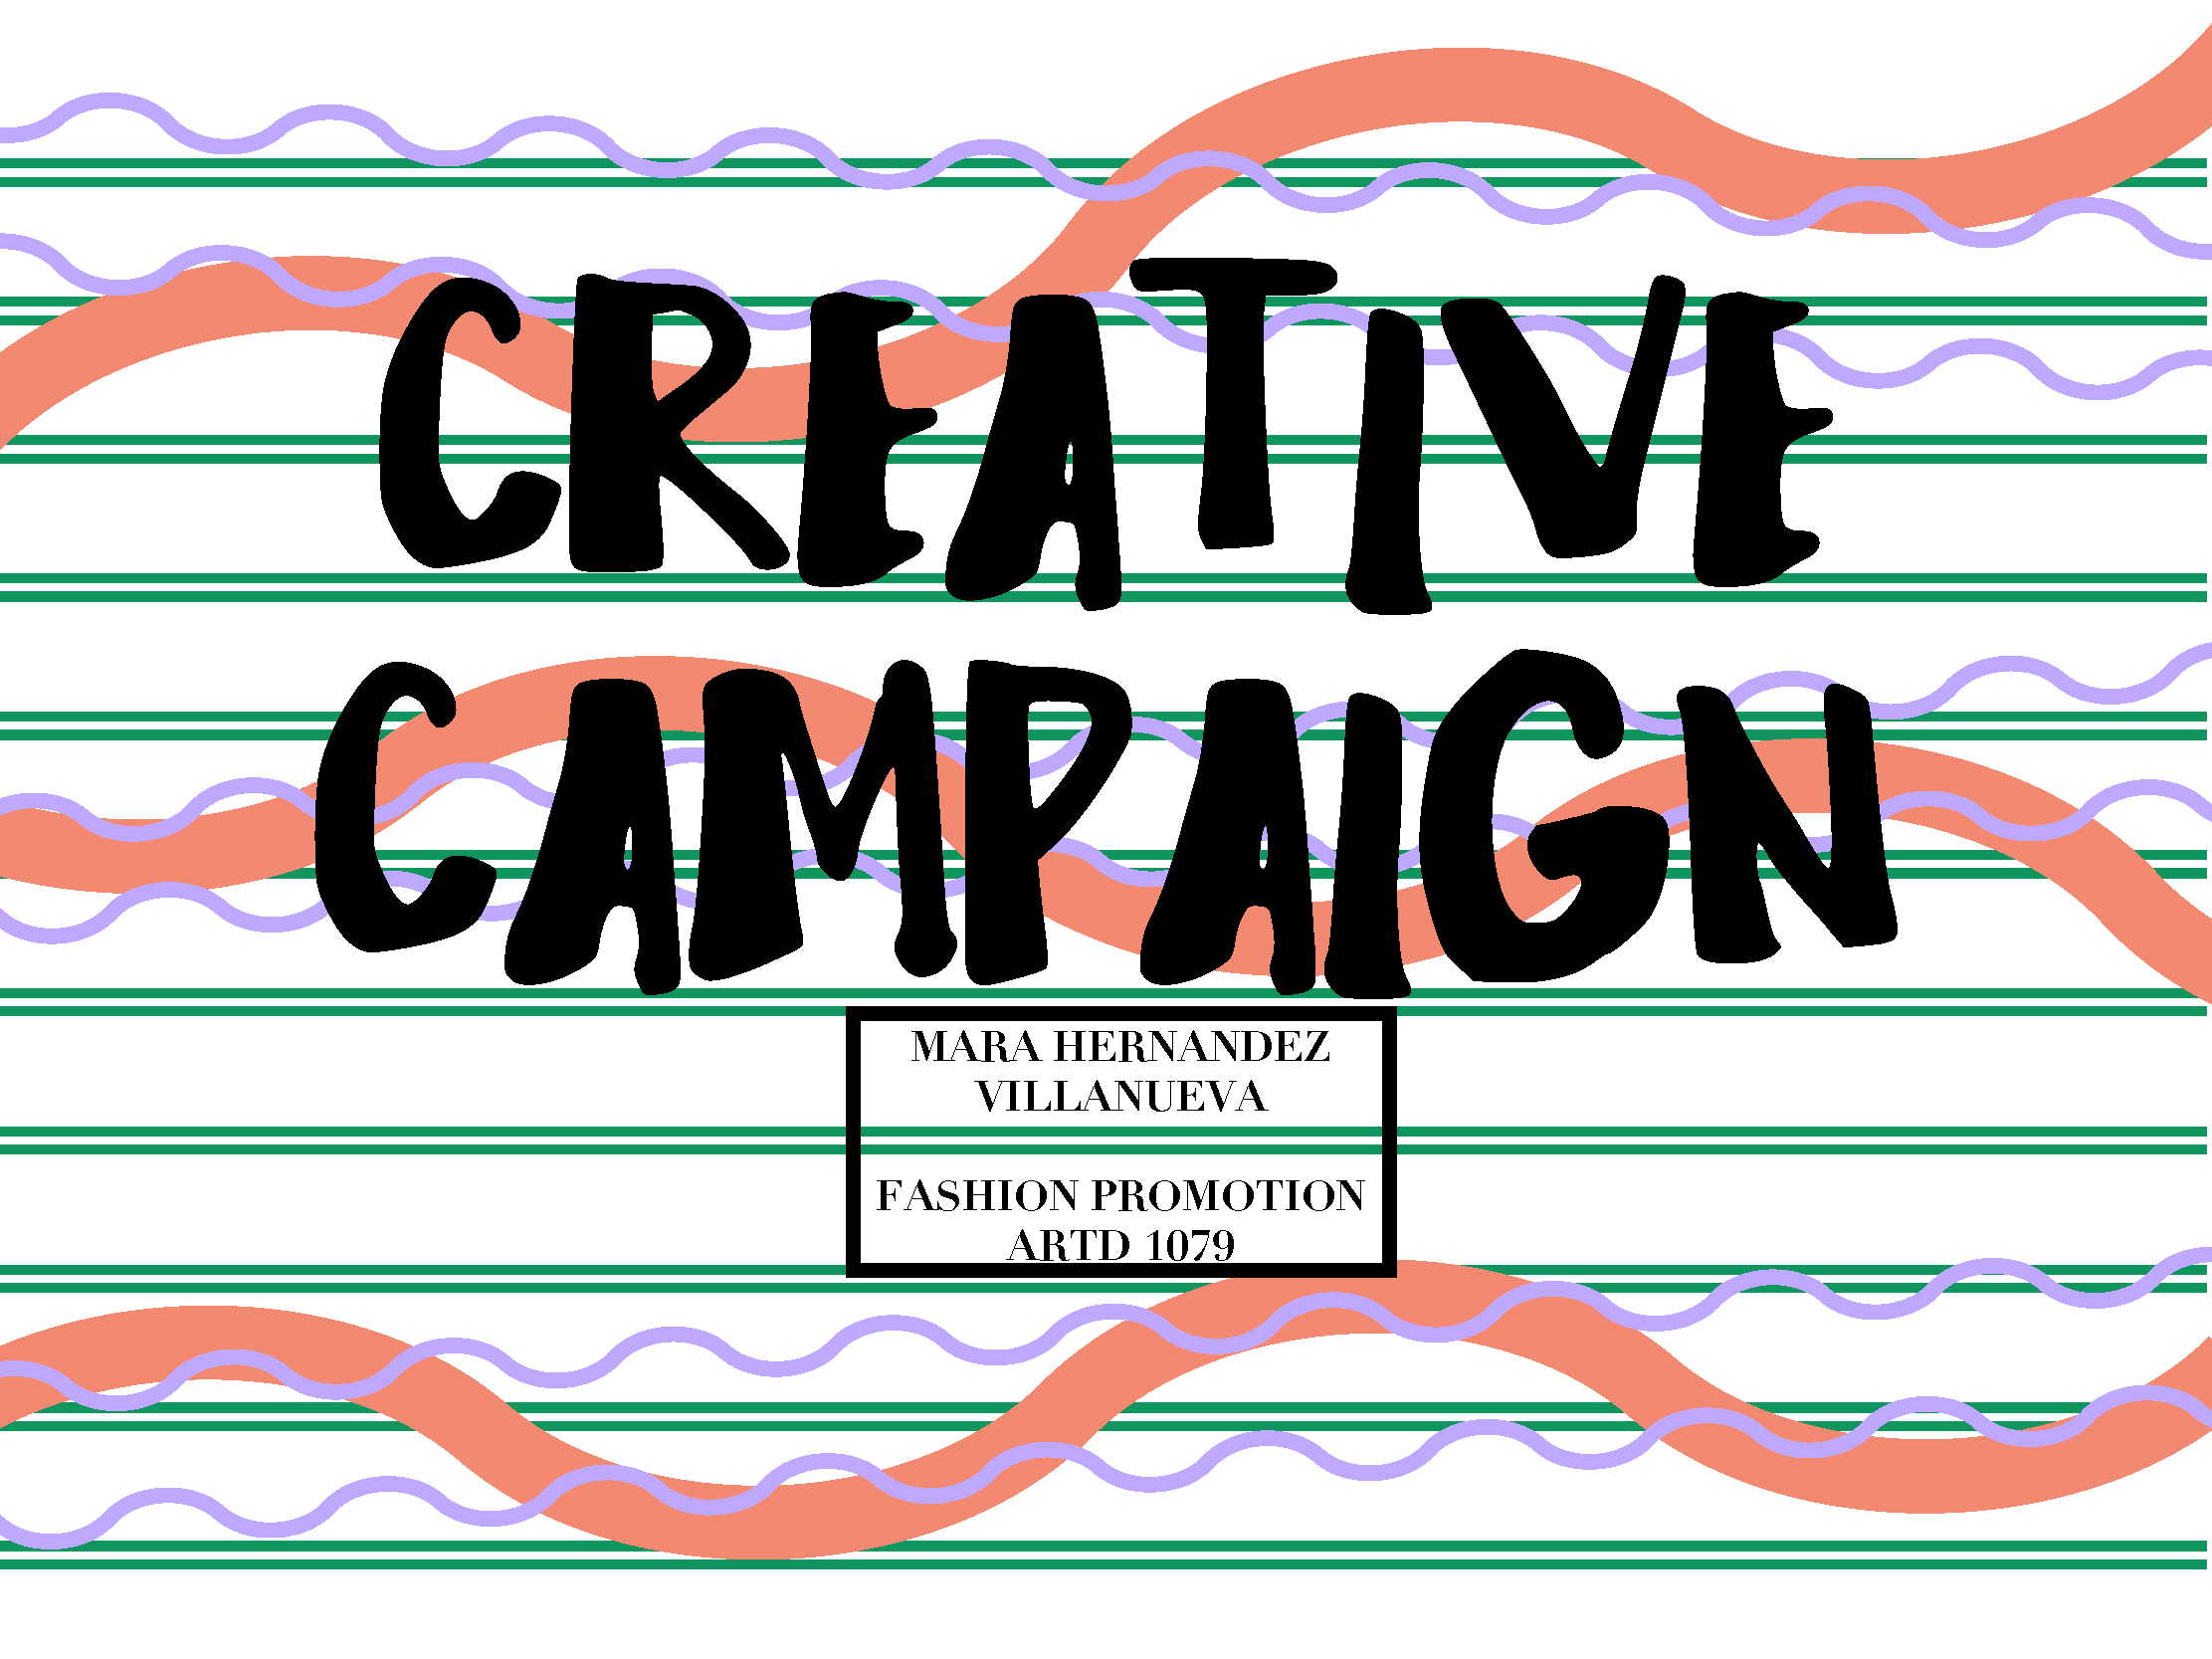 CREATIVE
CAMPAIGN
MARA HERNANDEZ
VILLANUEVA
FASHION PROMOTION
ARTD 1079